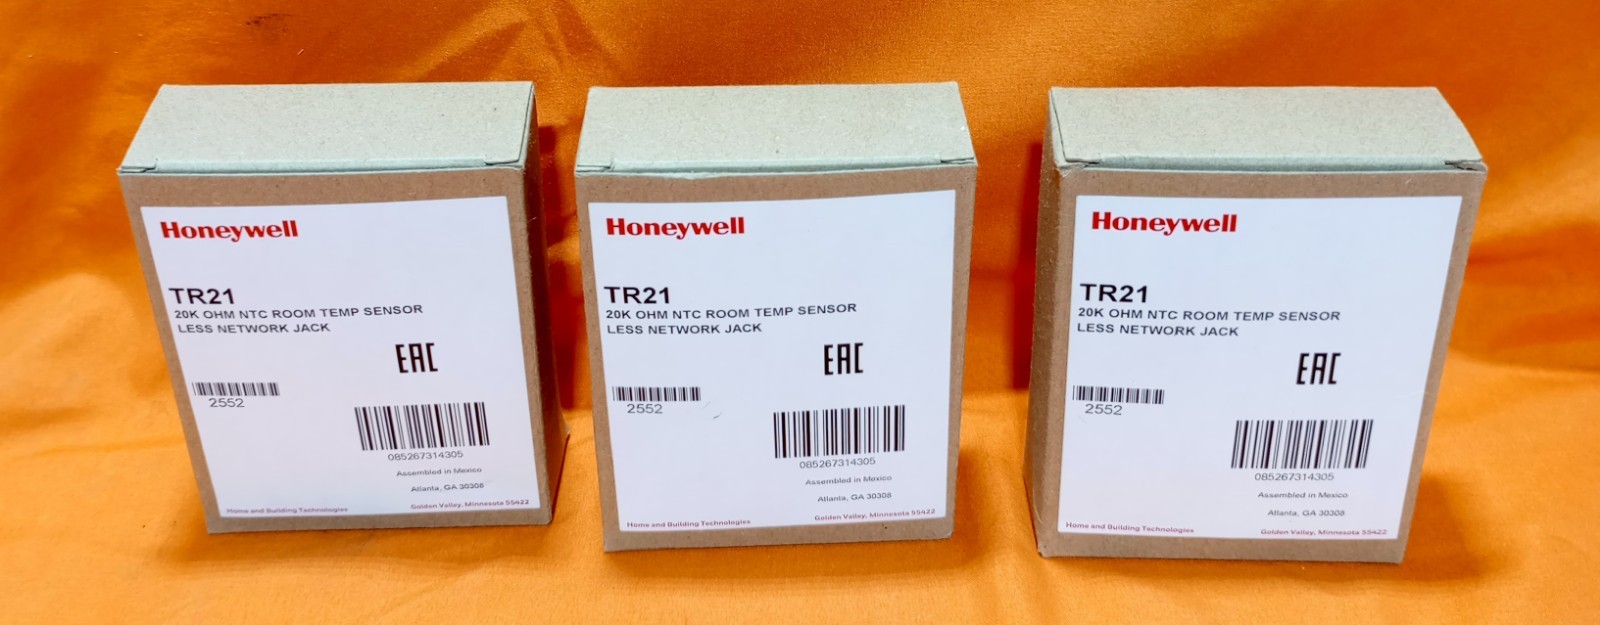 Honeywell
TR21
20K OHM NTC ROOM TEMP SENSOR
LESS NETWORK JACK
EAC
2552
085267314305
Assembled in Mexico
Atlanta, GA 30308
Home and Building Technologies
Golden Valley, Minnesota 55422
Honeywell
TR21
20K OHM NTC ROOM TEMP SENSOR
LESS NETWORK JACK
EAC
2552
085267314305
Assembled in Mexico
Atlanta, GA 30308
Home and Building Technologies
Golden Valley, Minnesota 55422
Honeywell
TR21
20K OHM NTC ROOM TEMP SENSOR
LESS NETWORK JACK
EAC
2552
085267314305
Assembled in Mexico
Atlanta, GA 30308
Home and Building Technologies
Golden Valley, Minnesota 55422